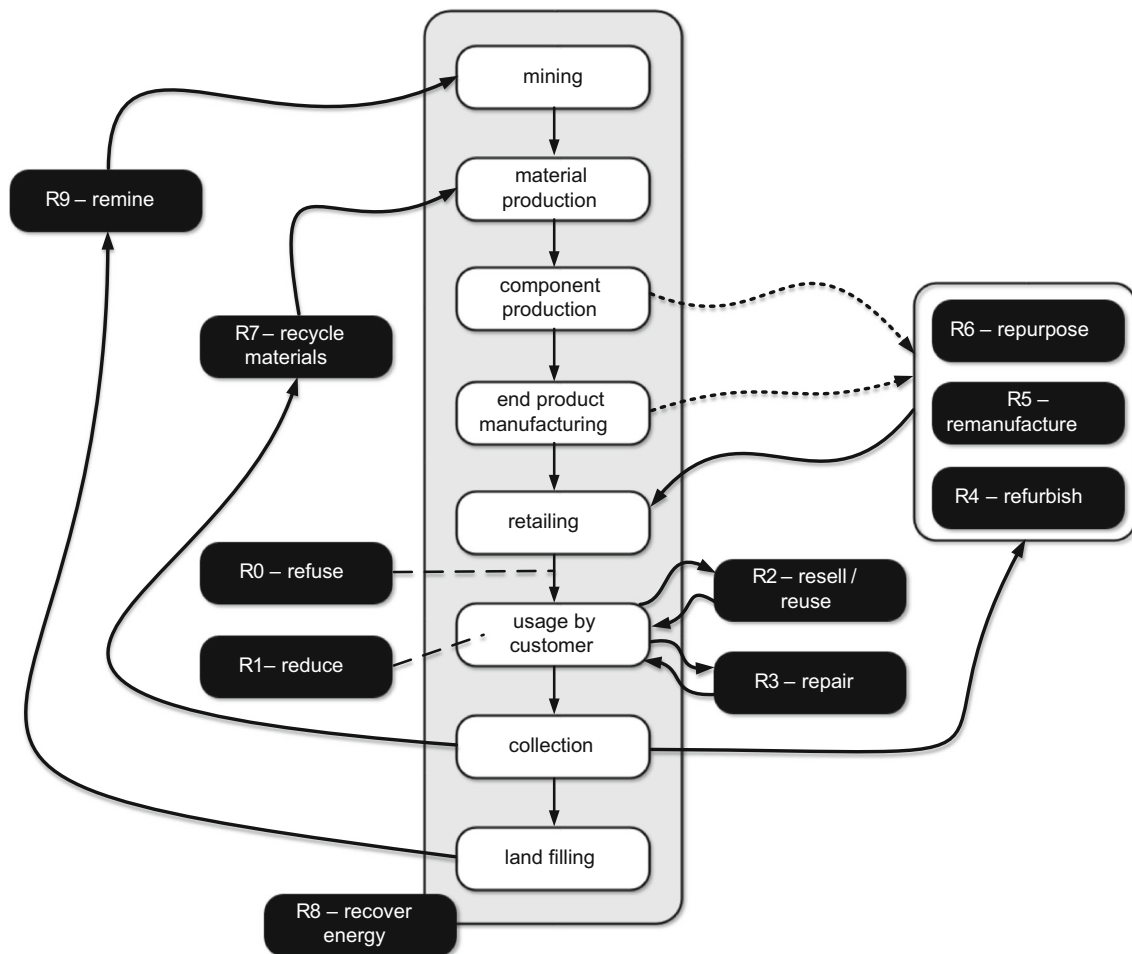 mining
material
production
R9 – remine
component
production
R6 – repurpose
R7 – recycle
materials
end product
manufacturing
R5 –
remanufacture
R4 – refurbish
retailing
R0 – refuse
R2 – resell /
reuse
usage by
customer
R1 – reduce
R3 – repair
collection
land filling
R8 – recover
energy